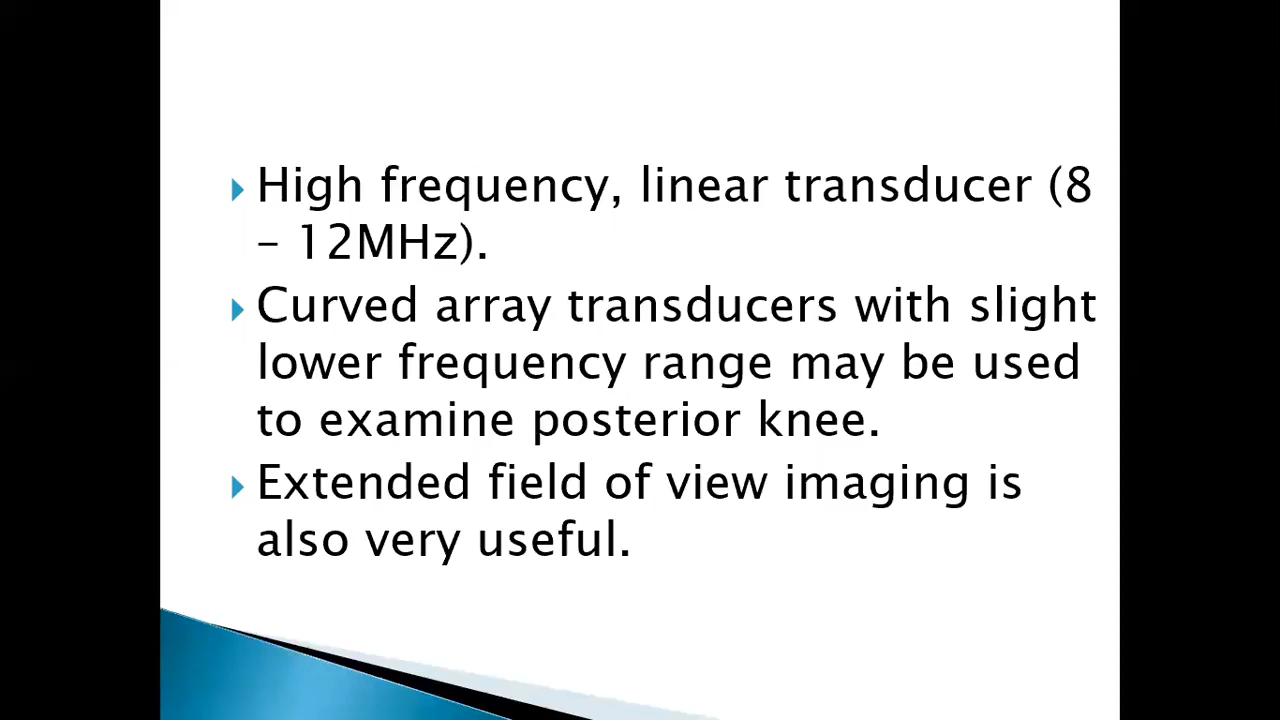 High frequency, linear transducer (8
– 12MHz).
Curved array transducers with slight
lower frequency range may be used
to examine posterior knee.
Extended field of view imaging is
also very useful.